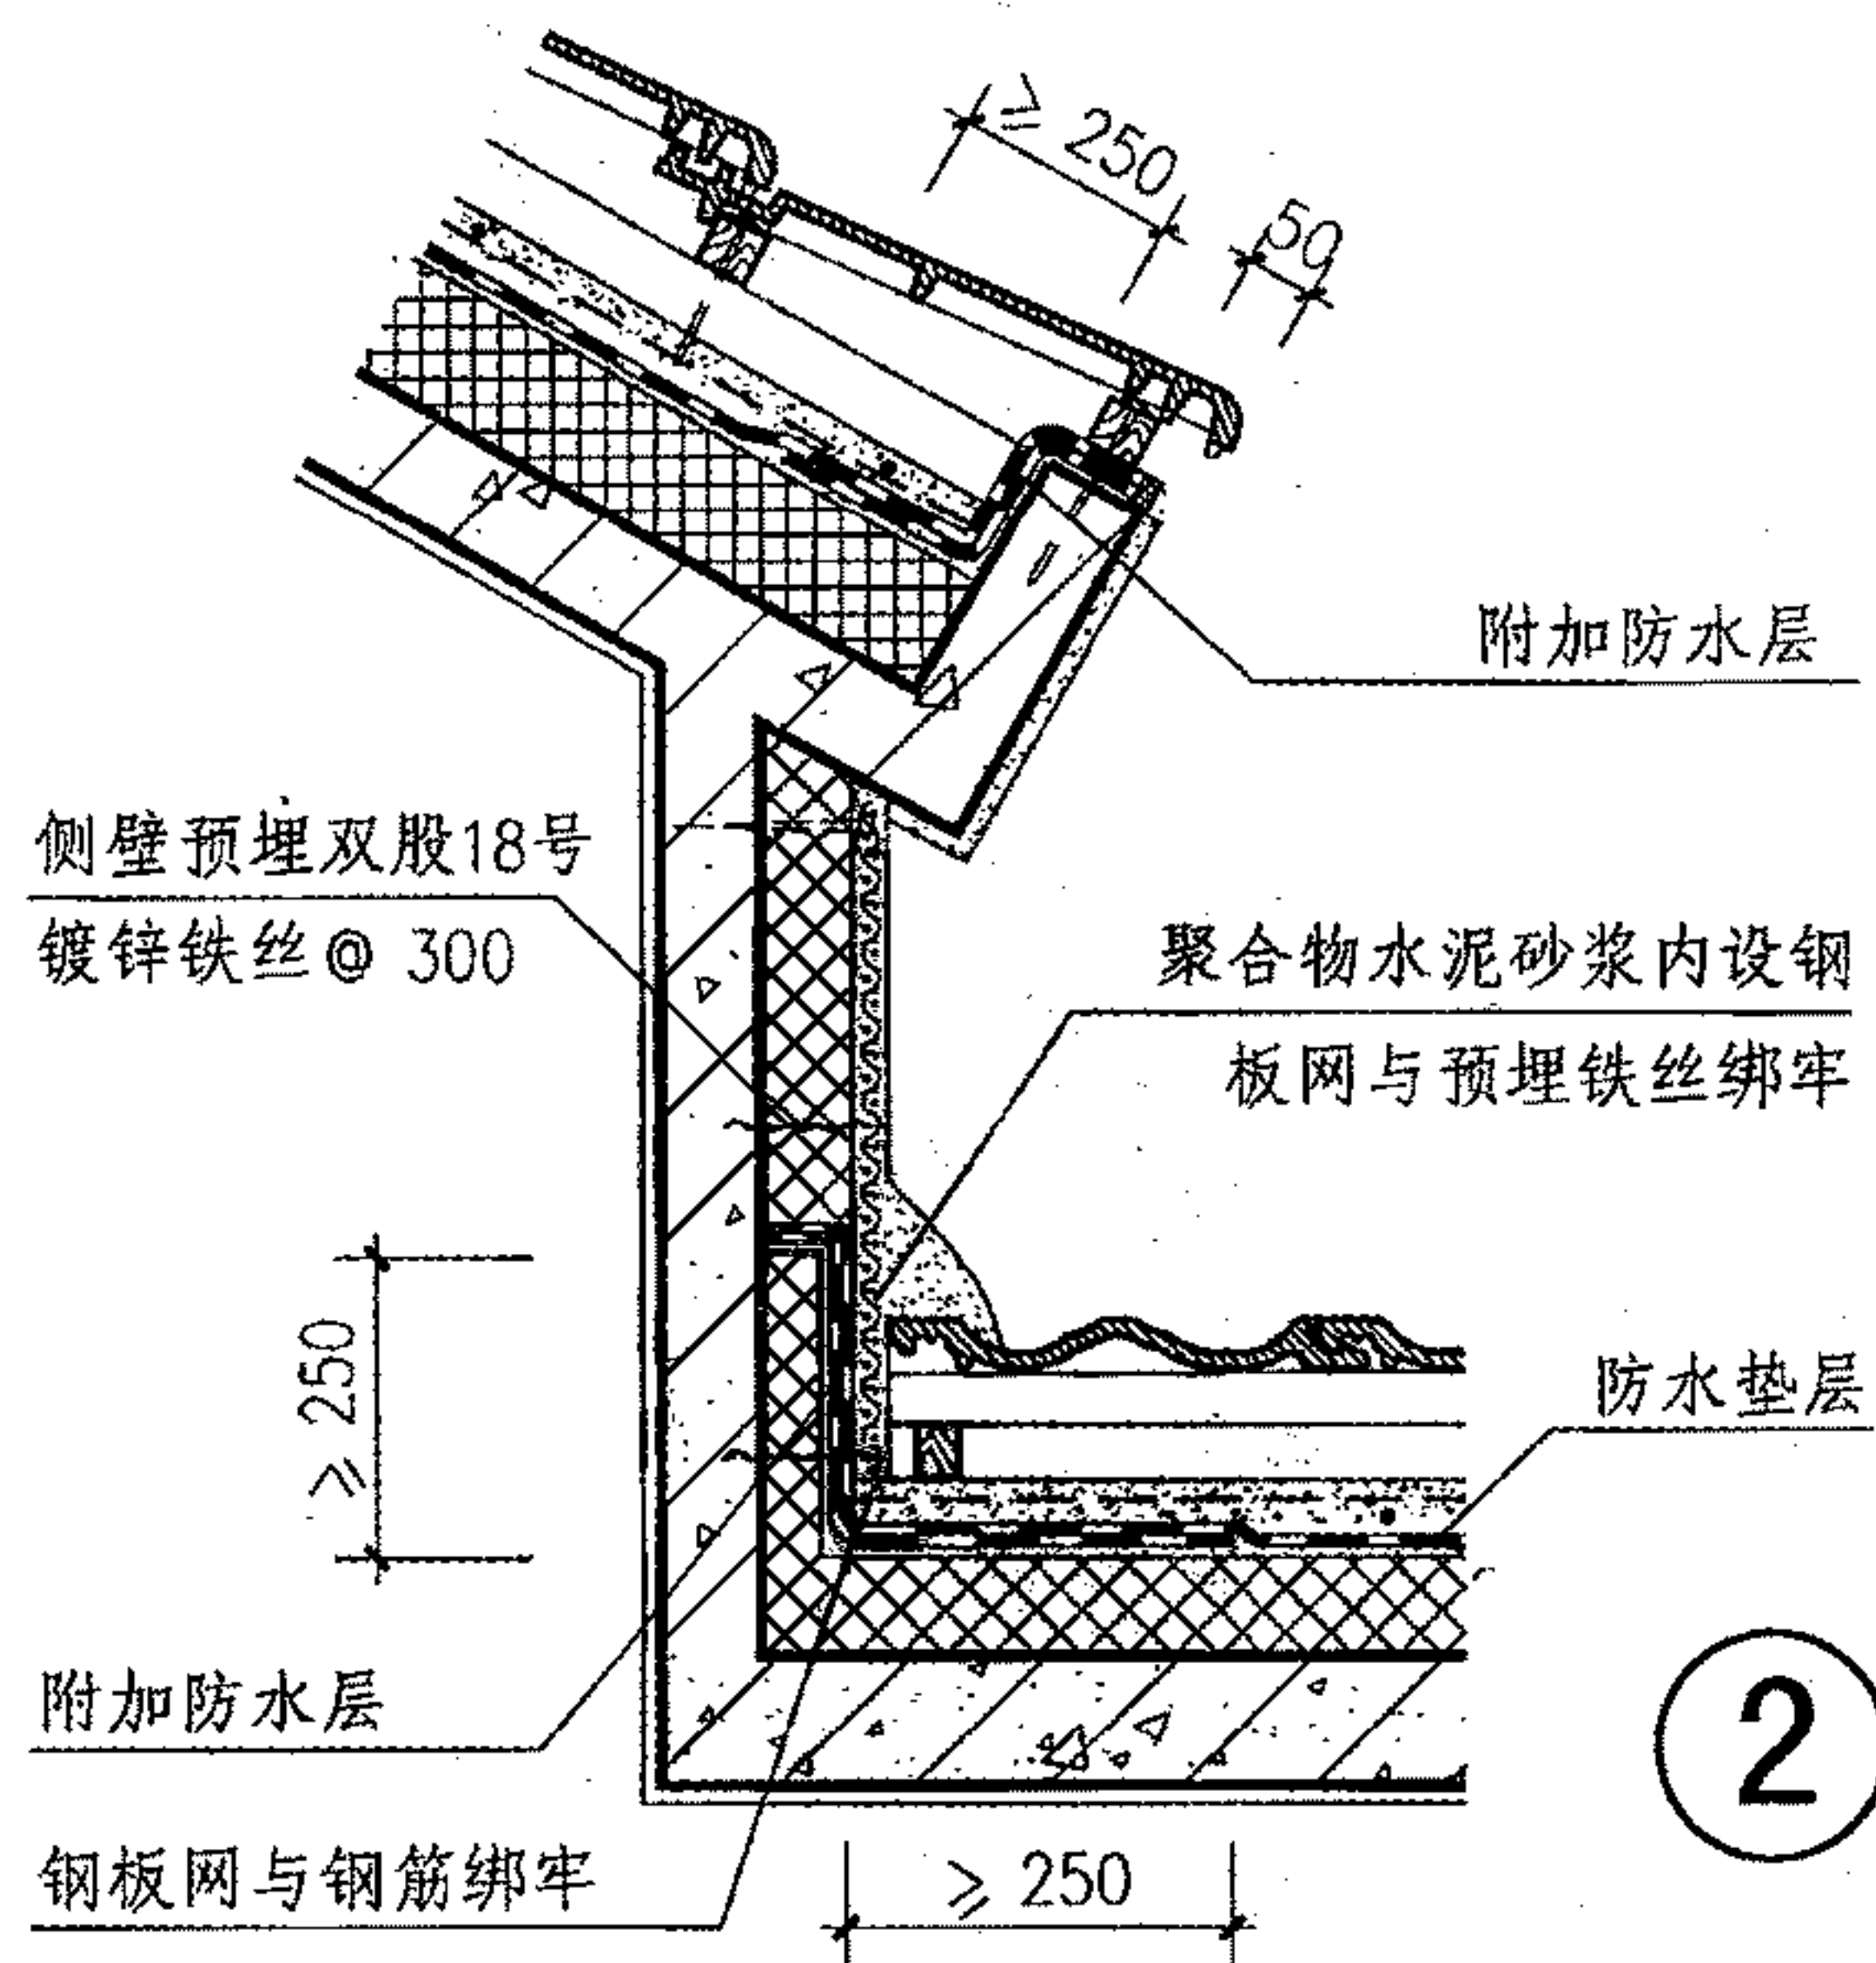 ≥ 250
50
附加防水层
侧壁预埋双股18号
镀锌铁丝@ 300
聚合物水泥砂浆内设钢
板网与预埋铁丝绑牢
≥ 250
防水垫层
附加防水层
钢板网与钢筋绑牢
≥ 250
2